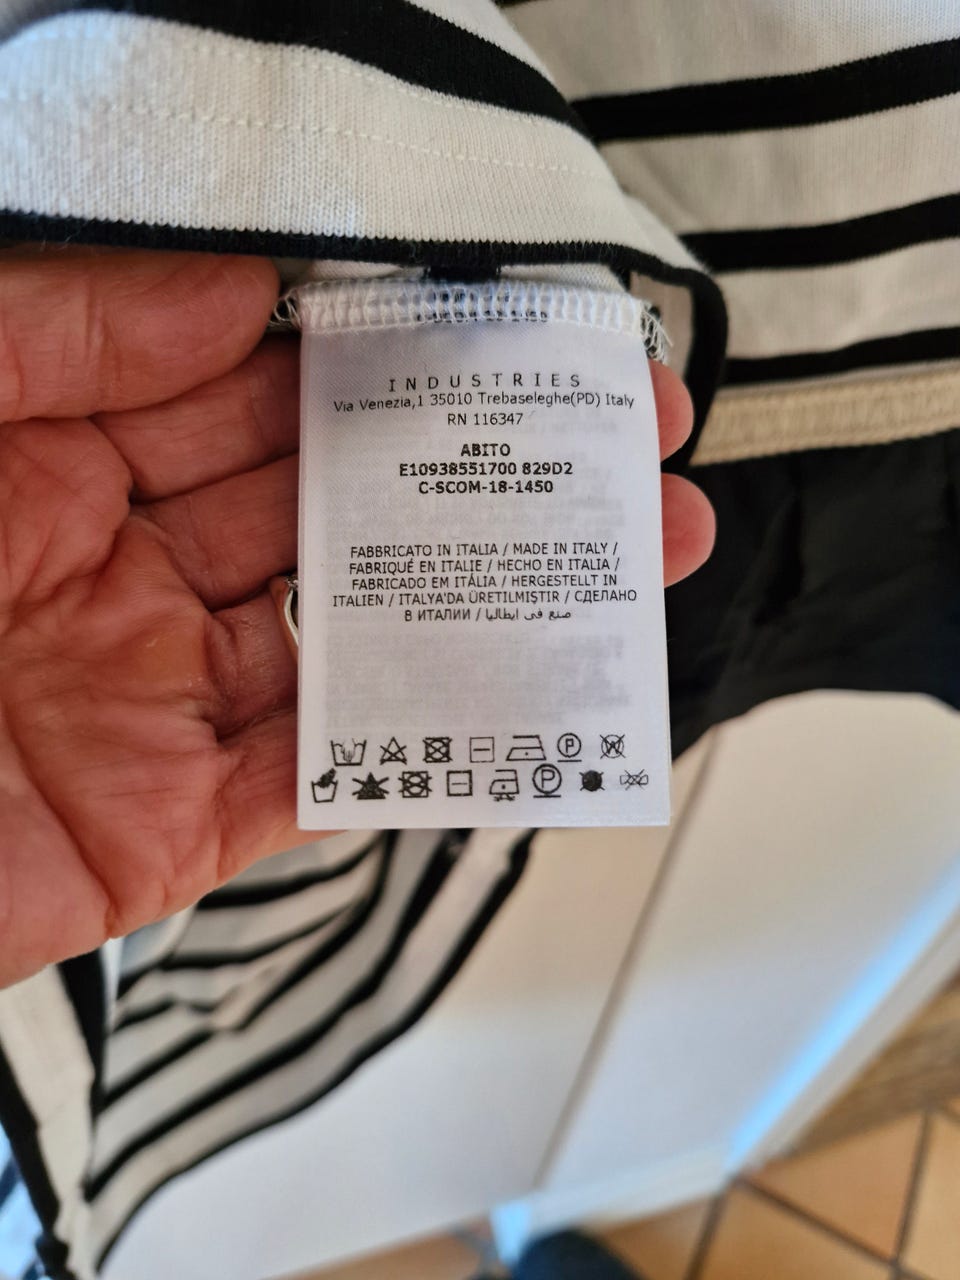 INDUSTRIES
Via Venezia,1 35010 Trebaseleghe(PD) Italy
RN 116347
ABITO
E10938551700 829D2
C-SCOM-18-1450
FABBRICATO IN ITALIA / MADE IN ITALY /
FABRIQUÉ EN ITALIE / HECHO EN ITALIA /
FABRICADO EM ITÁLIA / HERGESTELLT IN
ITALIEN / ITALYA'DA ÜRETILMIŞTIR / СДЕЛАНО
В ИТАЛИИ / صنع في ايطاليا
P W
P